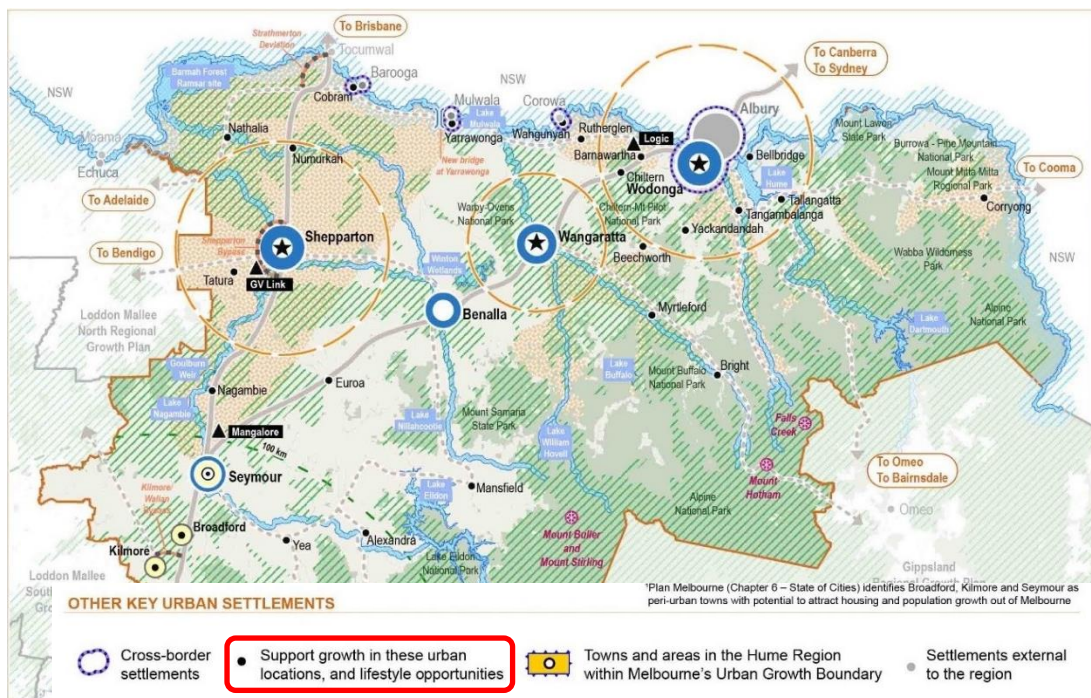 To Brisbane
Strathmerton
Deviation
Tocumwal
Barmah Forest
Ramsar site
NSW
Barooga
Cobram
NSW
Mulwala
Corowa
Lake
Mulwala
Yarrawonga
Wahgunyah
Rutherglen
Logic
Albury
To Canberra
To Sydney
Nathalia
Moama
Echuca
Numurkah
New bridge
at Yarrawonga
Barnawartha
Chiltern
Wodonga
Bellbridge
Mount Lawson
State Park
Burrowa - Pine Mountain
National Park
Mount Mitta Mitta
Regional Park
To Cooma
Lake
Hume
Tallangatta
Tangambalanga
Corryong
To Adelaide
Warby-Ovens
National Park
Chiltern-Mt Pilot
National Park
Yackandandah
Shepparton
Bypass
Shepparton
Wangaratta
Beechworth
Wabba Wilderness
Park
NSW
To Bendigo
Tatura
GV Link
Winton
Wetlands
Benalla
Myrtleford
Alpine
National Park
Lake
Dartmouth
Loddon Mallee
North Regional
Growth Plan
Goulburn
Weir
Nagambie
Lake
Nagambie
Euroa
Lake
Buffalo
Mount Buffalo
National Park
Bright
Mount Samaria
State Park
Lake
Nillahcootie
Lake
William
Hovell
Falls
Creek
Mangalore
100 km
Mount
Hotham
To Omeo
To Bairnsdale
Seymour
Lake
Eildon
Mansfield
Alpine
National Park
Omeo
Kilmore/
Wallan
Bypass
Broadford
Kilmore
Yea
Alexandra
Lake Eildon
National Park
Mount Buller
and
Mount Stirling
Loddon Mallee
Gippsland
¹Plan Melbourne (Chapter 6 – State of Cities) identifies Broadford, Kilmore and Seymour as
peri-urban towns with potential to attract housing and population growth out of Melbourne
OTHER KEY URBAN SETTLEMENTS
Cross-border
settlements
Support growth in these urban
locations, and lifestyle opportunities
Towns and areas in the Hume Region
within Melbourne's Urban Growth Boundary
Settlements external
to the region